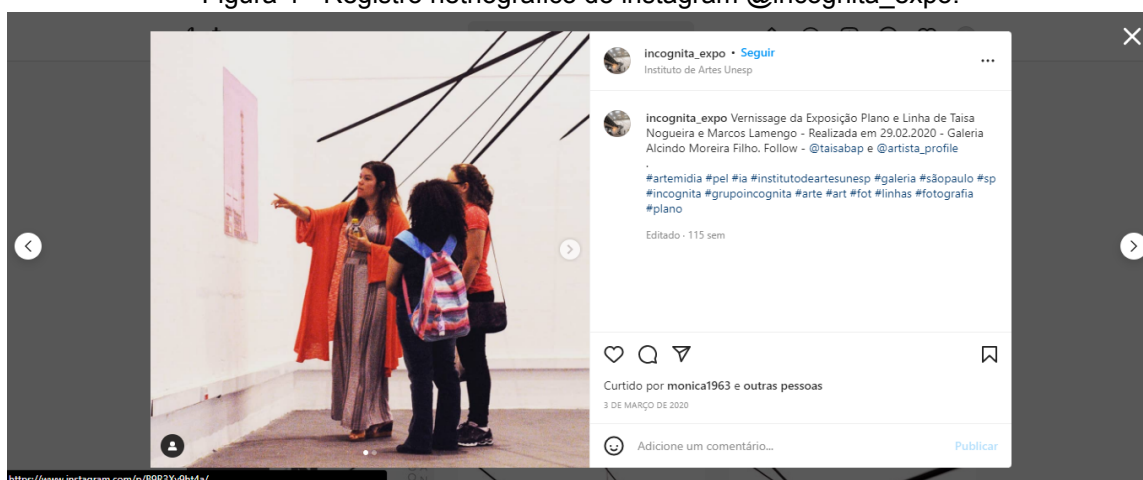 Figura 4 - Registro netnográfico do Instagram @incognita_expo.
incognita_expo • Seguir
Instituto de Artes Unesp
incognita_expo Vernissage da Exposição Plano e Linha de Taisa
Nogueira e Marcos Lamengo - Realizada em 29.02.2020 - Galeria
Alcindo Moreira Filho. Follow - @taisabap e @artista_profile
.
#artemidia #pel #ia #institutodeartesunesp #galeria #sãopaulo #sp
#incognita #grupoincognita #arte #art #fot #linhas #fotografia
#plano
Editado · 115 sem
Curtido por monica1963 e outras pessoas
3 DE MARÇO DE 2020
Adicione um comentário... Publicar